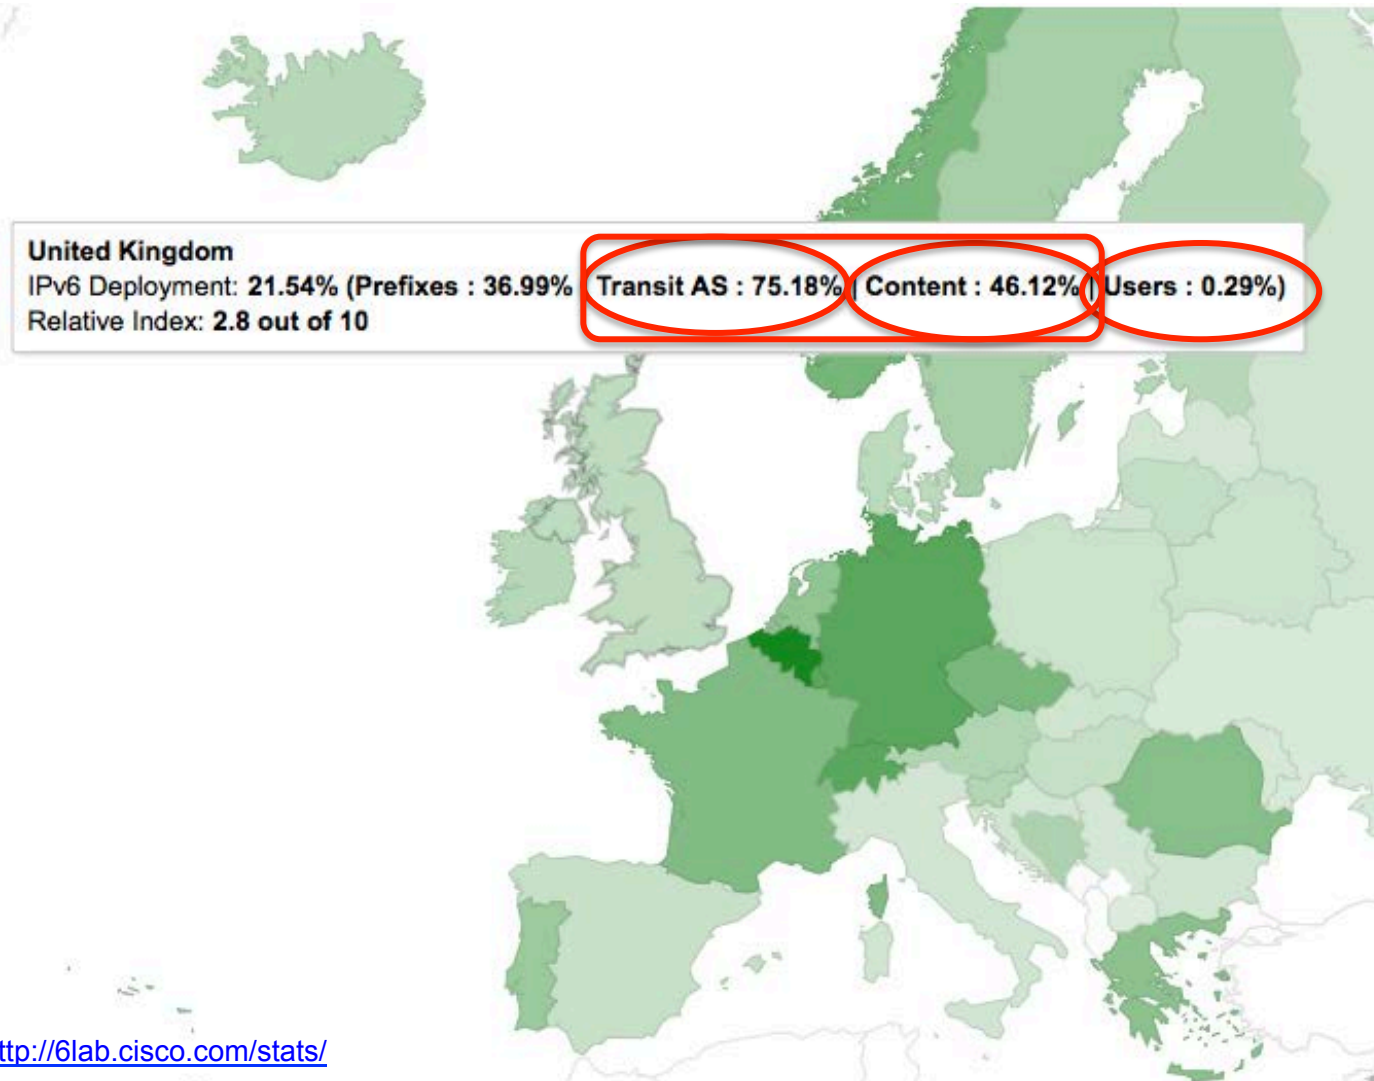 United Kingdom
IPv6 Deployment: 21.54% (Prefixes : 36.99% | Transit AS : 75.18% | Content : 46.12% | Users : 0.29%)
Relative Index: 2.8 out of 10
ttp://6lab.cisco.com/stats/